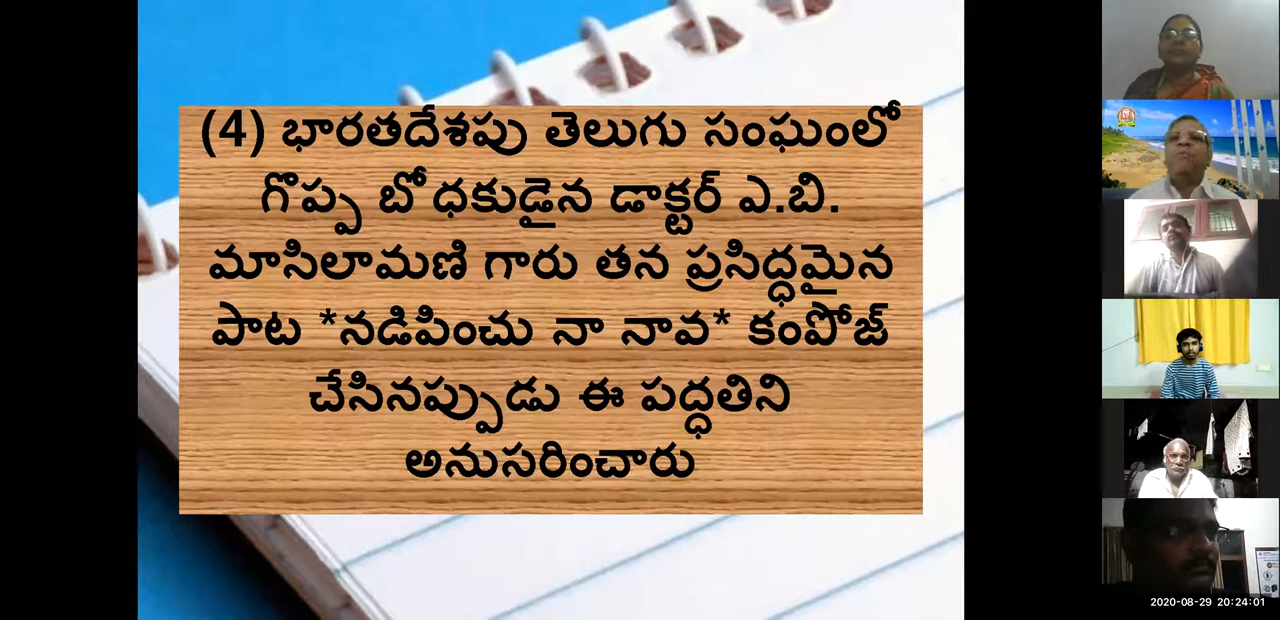 (4) భారతదేశపు తెలుగు సంఘంలో
గొప్ప బోధకుడైన డాక్టర్ ఎ.బి.
మాసిలామణి గారు తన ప్రసిద్ధమైన
పాట *నడిపించు నా నావ* కంపోజ్
చేసినప్పుడు ఈ పద్ధతిని
అనుసరించారు
2020-08-29 20:24:01